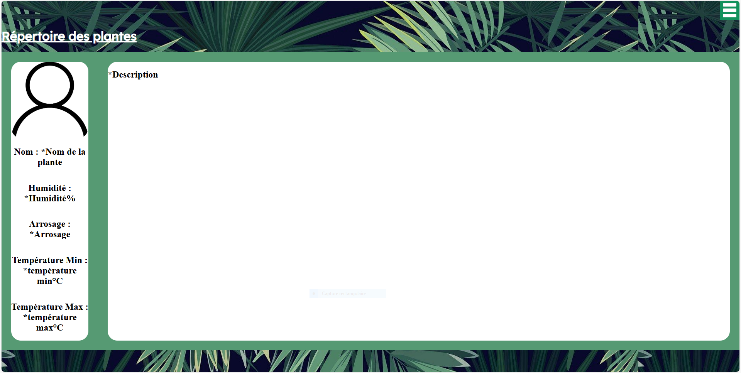 Répertoire des plantes
*Description
Nom : *Nom de la
plante
Humidité :
*Humidité%
Arrosage :
*Arrosage
Température Min :
*température
min°C
Température Max :
*température
max°C